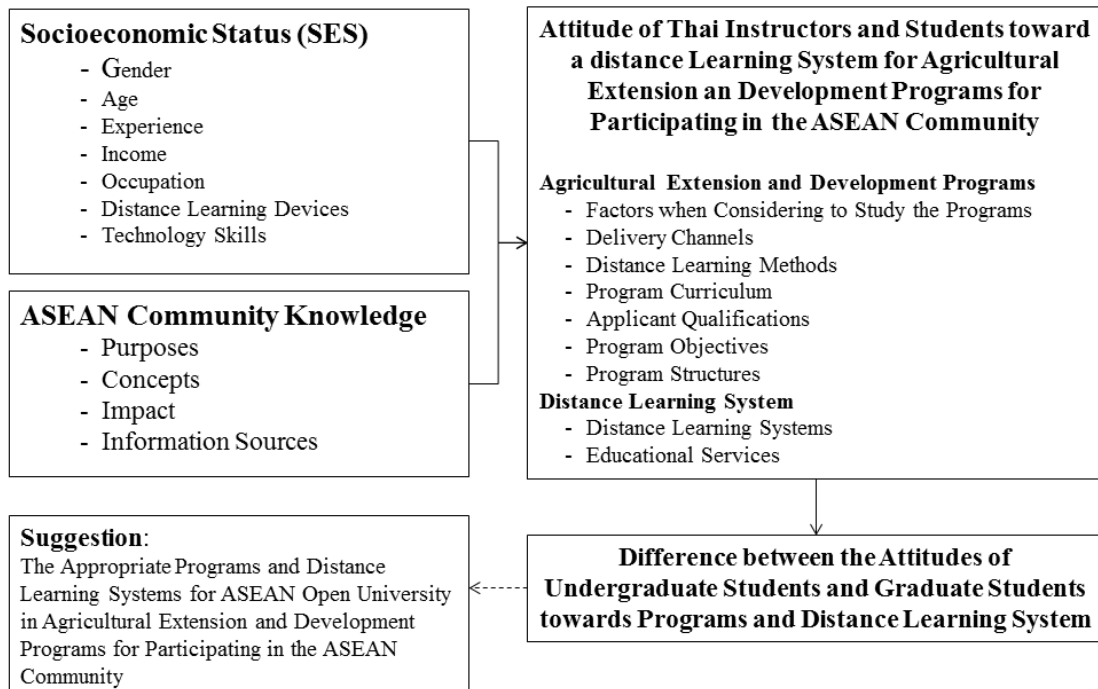 Socioeconomic Status (SES)
- Gender
- Age
- Experience
- Income
- Occupation
- Distance Learning Devices
- Technology Skills
ASEAN Community Knowledge
- Purposes
- Concepts
- Impact
- Information Sources
Attitude of Thai Instructors and Students toward
a distance Learning System for Agricultural
Extension an Development Programs for
Participating in the ASEAN Community
Agricultural Extension and Development Programs
- Factors when Considering to Study the Programs
- Delivery Channels
- Distance Learning Methods
- Program Curriculum
- Applicant Qualifications
- Program Objectives
- Program Structures
Distance Learning System
- Distance Learning Systems
- Educational Services
Difference between the Attitudes of
Undergraduate Students and Graduate Students
towards Programs and Distance Learning System
Suggestion:
The Appropriate Programs and Distance
Learning Systems for ASEAN Open University
in Agricultural Extension and Development
Programs for Participating in the ASEAN
Community